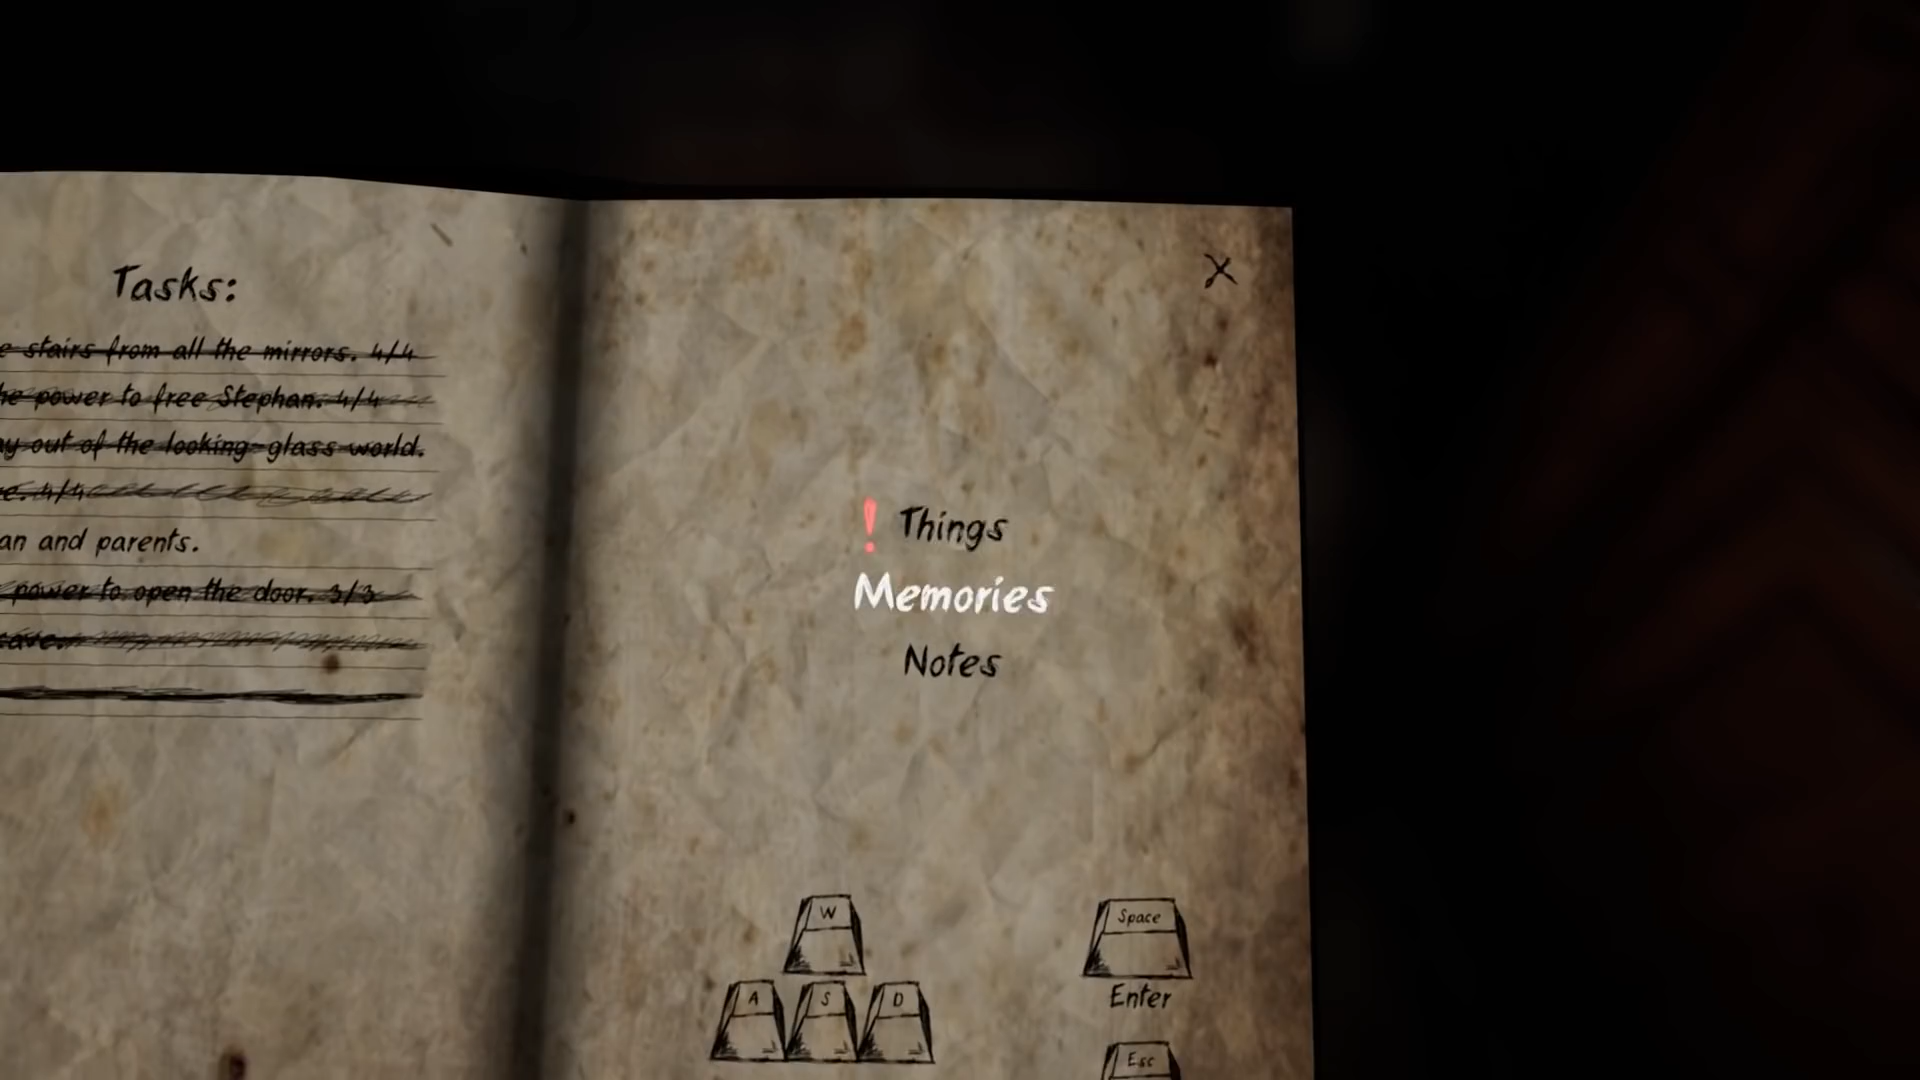 Tasks:
e stairs from all the mirrors. 4/4
he power to free Stephan. 4/4
ay out of the looking-glass world.
e. 4/4
an and parents.
power to open the door. 3/3
cave.
X
! Things
Memories
Notes
W
A S D
Space
Enter
Esc